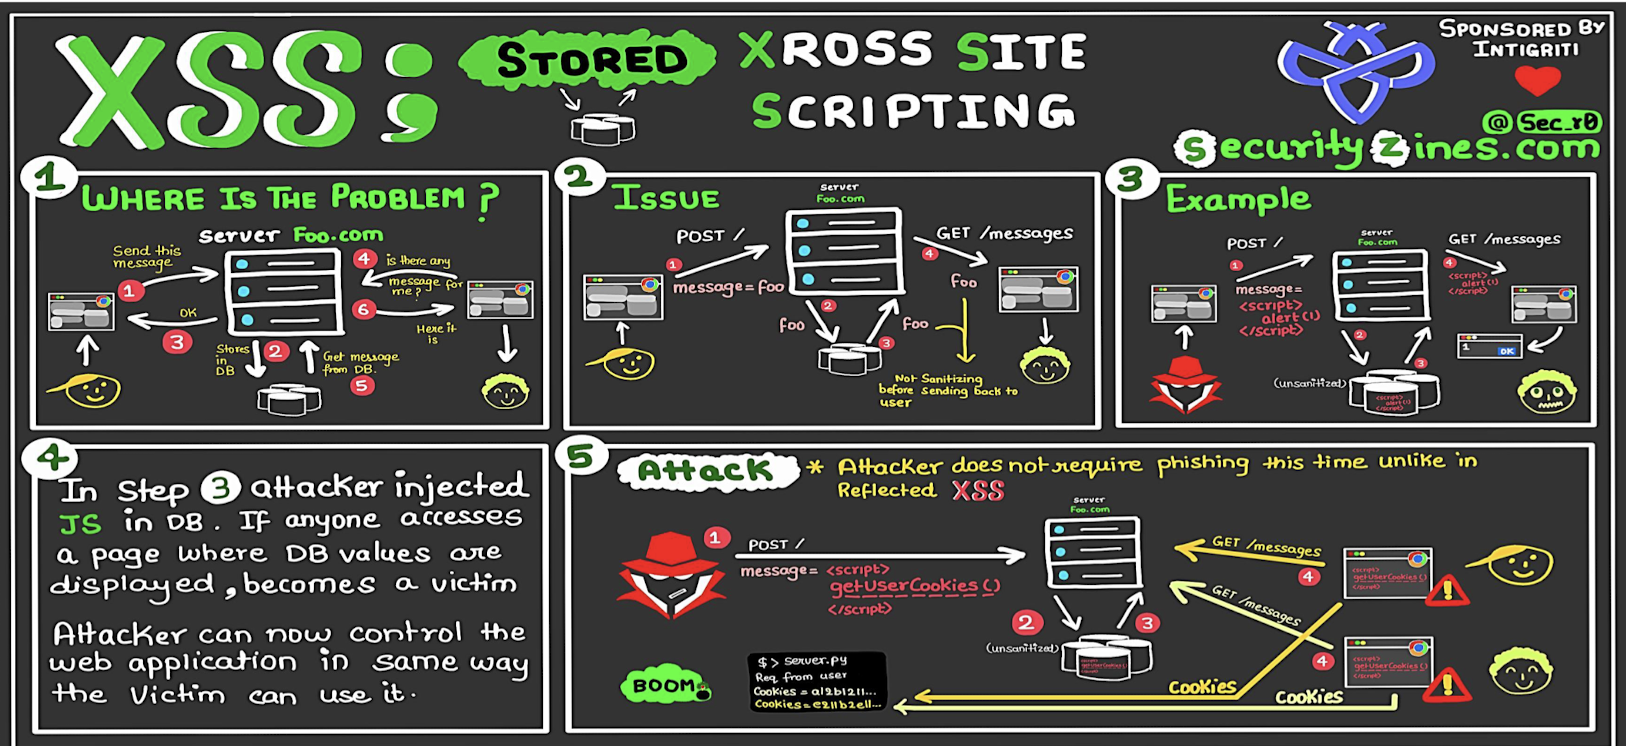 XSS;
STORED
XROSS SITE
SCRIPTING
SPONSORED BY
INTIGRITI
@Sec_r0
Securityzines.com
1
WHERE IS THE PROBLEM ?
Server Foo.com
Send this
message
1
OK
3
Stores
in
DB
2
Get message
from DB.
5
4
is there any
message for
me?
6
Here it
is
2
ISSUE
Server
Foo.com
POST /
1
message=foo
2
foo
3
foo
GET /messages
4
foo
Not Sanitizing
before sending back to
user
3
Example
Server
Foo.com
POST /
1
message=
<script>
alert(1)
</script>
2
3
(unsanitized)
<script>
alert(1)
</script>
GET /messages
4
<script>
alert(1)
</script>
1
OK
4
In Step 3 attacker injected
JS in DB. If anyone accesses
a page where DB values are
displayed, becomes a victim
Attacker can now control the
web application in same way
the Victim can use it.
5
Attack
* Attacker does not require phishing this time unlike in
Reflected XSS
Server
Foo.com
1
POST /
message= <script>
getUserCookies()
</script>
2
3
(unsanitized)
GET /messages
4
<script>
getUserCookies()
</script>
GET /messages
4
<script>
getUserCookies()
</script>
Cookies
Cookies
BOOM
$ > server.py
Req from user
Cookies = a12b1211...
Cookies = e211b2e11...